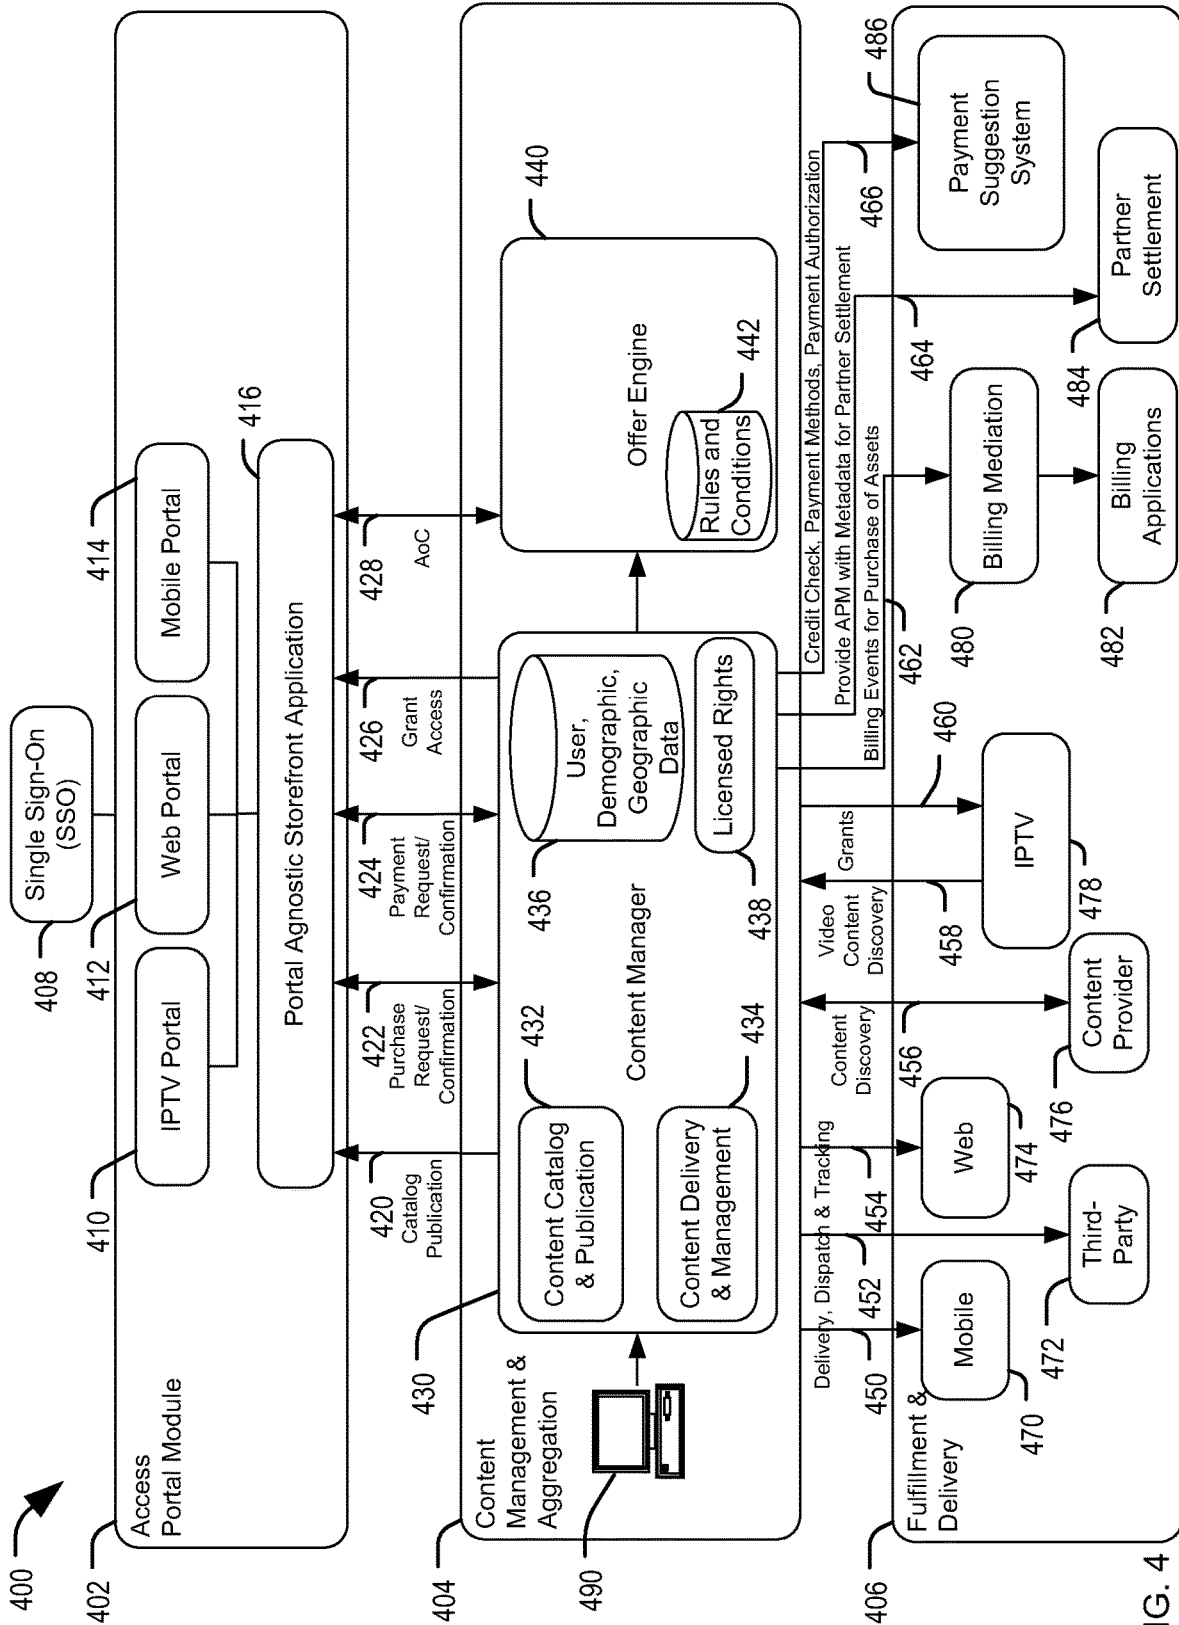 400
402
Access
Portal Module
408
Single Sign-On
(SSO)
410
IPTV Portal
412
Web Portal
414
Mobile Portal
416
Portal Agnostic Storefront Application
420
Catalog
Publication
422
Purchase
Request/
Confirmation
424
Payment
Request/
Confirmation
426
Grant
Access
428
AoC
404
Content
Management &
Aggregation
490
430
Content Manager
432
Content Catalog
& Publication
434
Content Delivery
& Management
436
User,
Demographic,
Geographic
Data
438
Licensed Rights
440
Offer Engine
442
Rules and
Conditions
Delivery, Dispatch & Tracking
450
452
454
Content
Discovery
456
Video
Content
Discovery
458
Grants
460
Credit Check, Payment Methods, Payment Authorization
Provide APM with Metadata for Partner Settlement
Billing Events for Purchase of Assets
462
464
466
406
Fulfillment &
Delivery
Mobile
470
Third-
Party
472
Web
474
Content
Provider
476
IPTV
478
Billing Mediation
480
Billing
Applications
482
Partner
Settlement
484
Payment
Suggestion
System
486
IG. 4